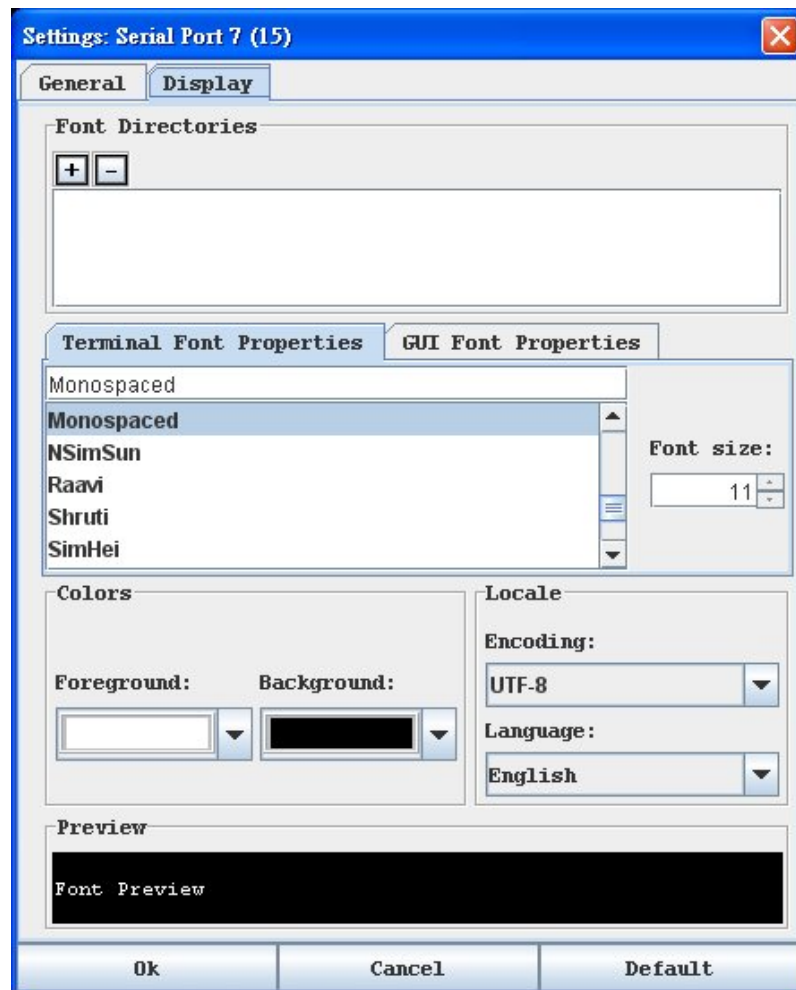 Settings: Serial Port 7 (15)
General Display
Font Directories
+ -
Terminal Font Properties GUI Font Properties
Monospaced
Monospaced
NSimSun
Raavi
Shruti
SimHei
Font size:
11
Colors
Foreground: Background:
Locale
Encoding:
UTF-8
Language:
English
Preview
Font Preview
Ok Cancel Default